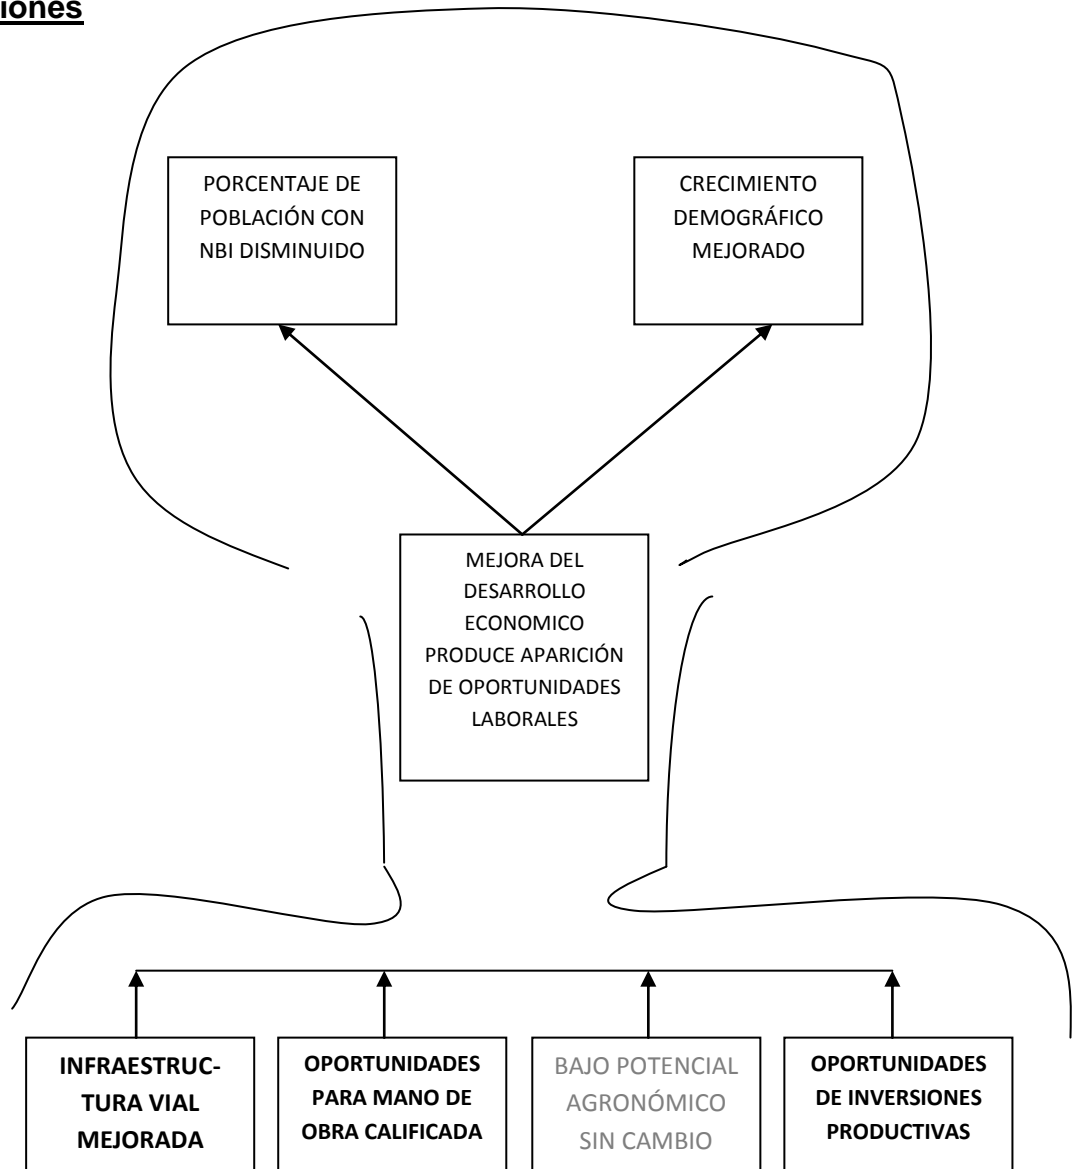 iones
PORCENTAJE DE
POBLACIÓN CON
NBI DISMINUIDO
CRECIMIENTO
DEMOGRÁFICO
MEJORADO
MEJORA DEL
DESARROLLO
ECONOMICO
PRODUCE APARICIÓN
DE OPORTUNIDADES
LABORALES
INFRAESTRUC-
TURA VIAL
MEJORADA
OPORTUNIDADES
PARA MANO DE
OBRA CALIFICADA
BAJO POTENCIAL
AGRONÓMICO
SIN CAMBIO
OPORTUNIDADES
DE INVERSIONES
PRODUCTIVAS